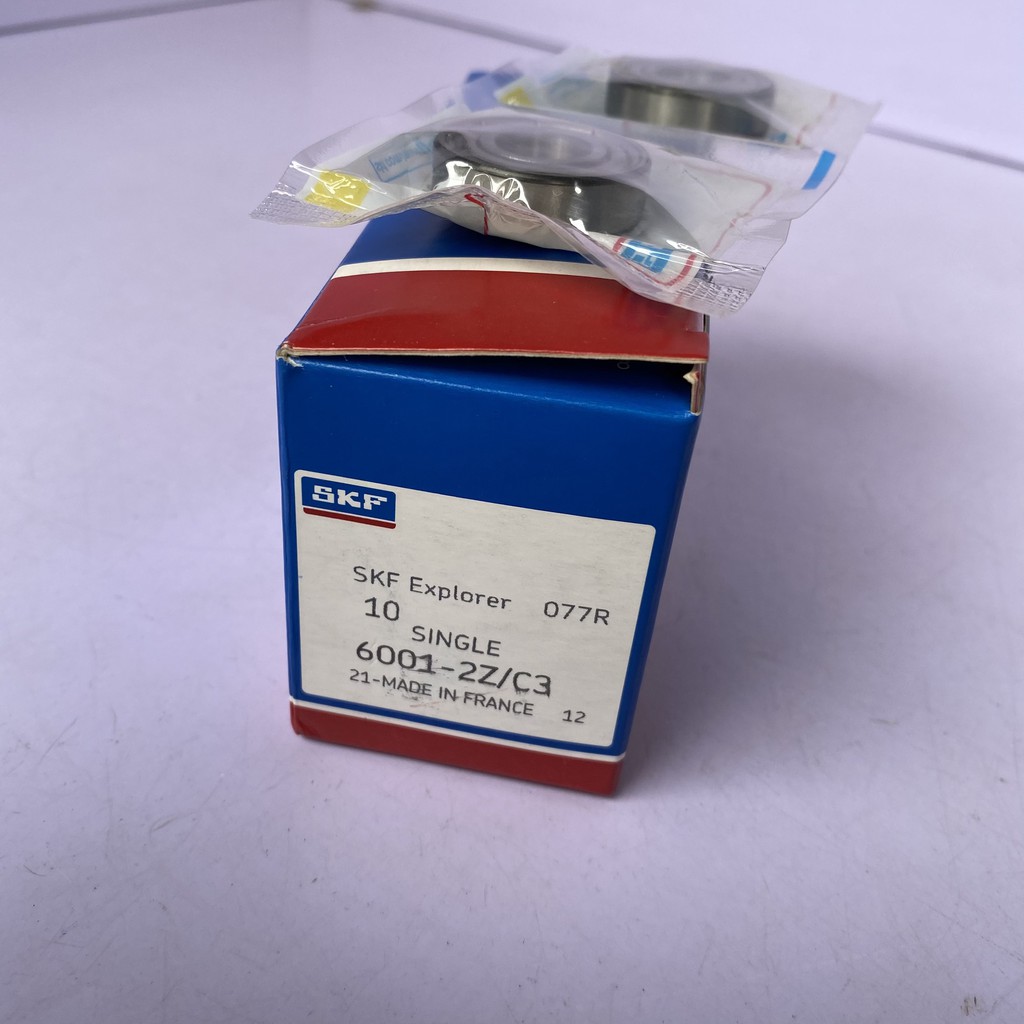 SKF
SKF Explorer 077R
10
SINGLE
6001-2Z/C3
21-MADE IN FRANCE 12